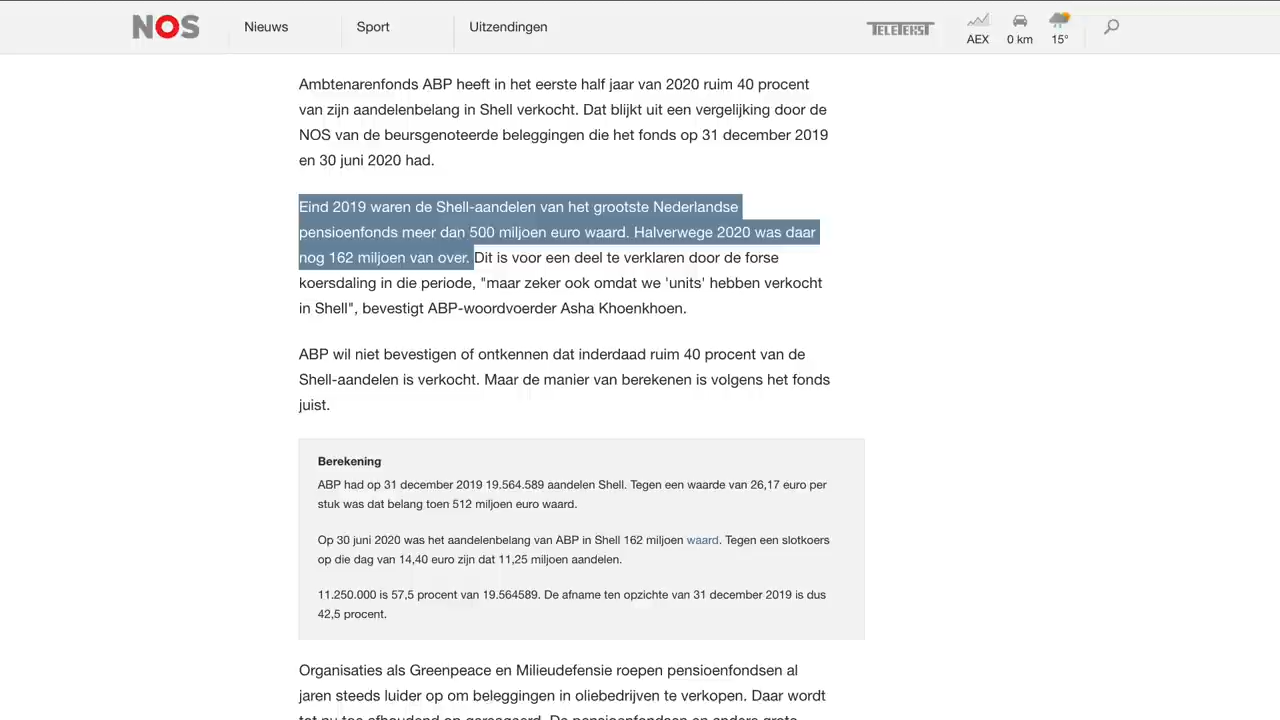 NOS
Nieuws
Sport
Uitzendingen
TELETEKST
AEX
0 km
15°
Ambtenarenfonds ABP heeft in het eerste half jaar van 2020 ruim 40 procent
van zijn aandelenbelang in Shell verkocht. Dat blijkt uit een vergelijking door de
NOS van de beursgenoteerde beleggingen die het fonds op 31 december 2019
en 30 juni 2020 had.
Eind 2019 waren de Shell-aandelen van het grootste Nederlandse
pensioenfonds meer dan 500 miljoen euro waard. Halverwege 2020 was daar
nog 162 miljoen van over. Dit is voor een deel te verklaren door de forse
koersdaling in die periode, "maar zeker ook omdat we 'units' hebben verkocht
in Shell", bevestigt ABP-woordvoerder Asha Khoenkhoen.
ABP wil niet bevestigen of ontkennen dat inderdaad ruim 40 procent van de
Shell-aandelen is verkocht. Maar de manier van berekenen is volgens het fonds
juist.
Berekening
ABP had op 31 december 2019 19.564.589 aandelen Shell. Tegen een waarde van 26,17 euro per
stuk was dat belang toen 512 miljoen euro waard.
Op 30 juni 2020 was het aandelenbelang van ABP in Shell 162 miljoen waard. Tegen een slotkoers
op die dag van 14,40 euro zijn dat 11,25 miljoen aandelen.
11.250.000 is 57,5 procent van 19.564589. De afname ten opzichte van 31 december 2019 is dus
42,5 procent.
Organisaties als Greenpeace en Milieudefensie roepen pensioenfondsen al
jaren steeds luider op om beleggingen in oliebedrijven te verkopen. Daar wordt
tot nu toe afhoudend op gereageerd. De pensioenfondsen en andere grote